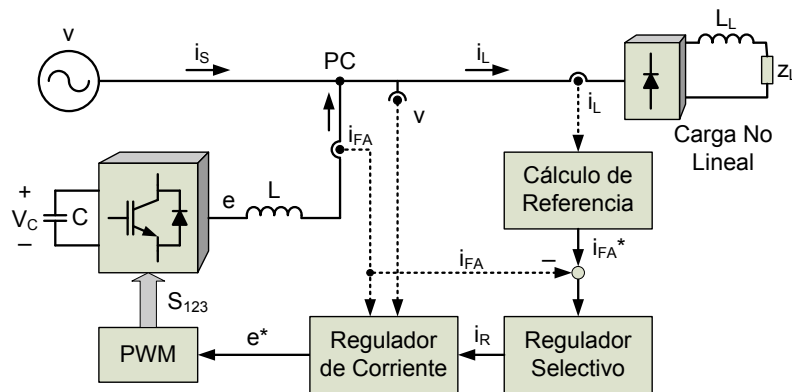 v
i_S
PC
i_L
L_L
z_L
i_L
v
i_FA
Carga No
Lineal
+
V_C
–
C
e
L
Cálculo de
Referencia
i_FA*
i_FA
–
S_123
PWM
e*
Regulador
de Corriente
i_R
Regulador
Selectivo